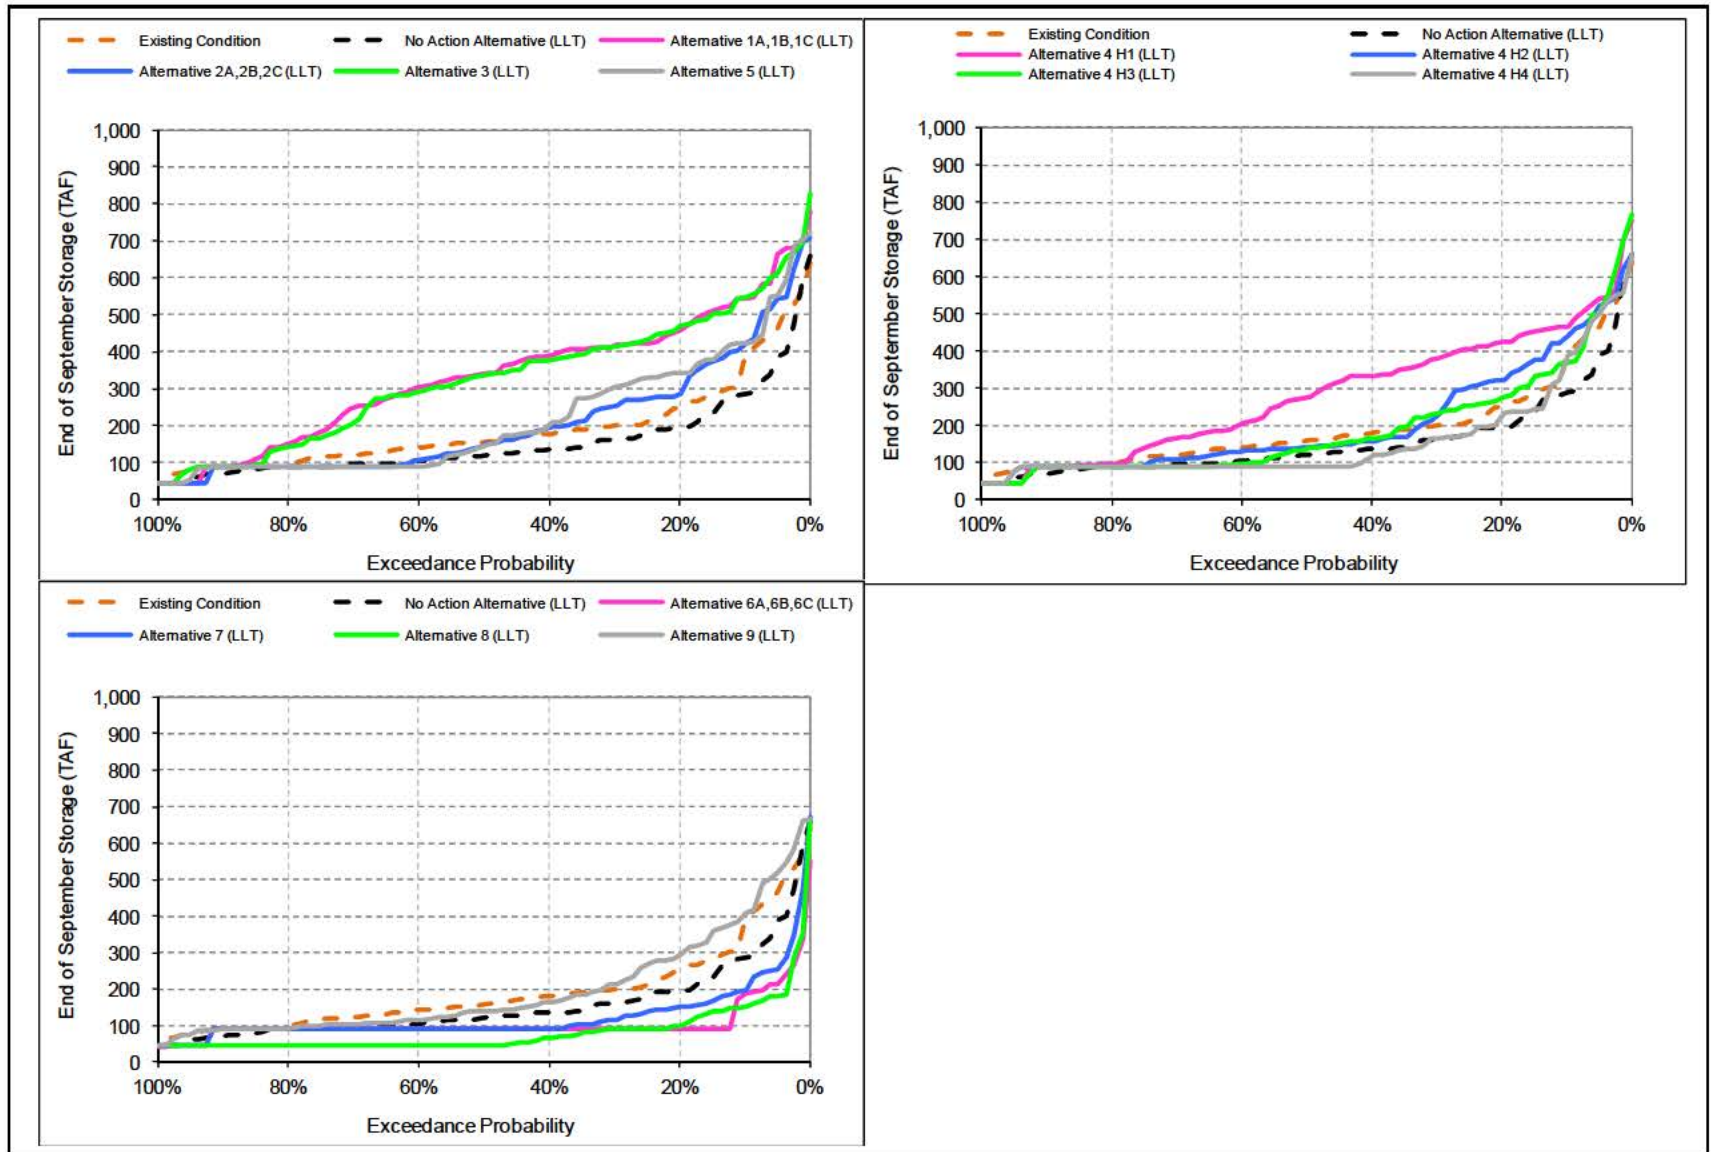 Existing Condition No Action Alternative (LLT) Alternative 1A,1B,1C (LLT)
Alternative 2A,2B,2C (LLT) Alternative 3 (LLT) Alternative 5 (LLT)
1,000
900
800
700
600
500
400
300
200
100
0
End of September Storage (TAF)
100% 80% 60% 40% 20% 0%
Exceedance Probability
Existing Condition No Action Alternative (LLT)
Alternative 4 H1 (LLT) Alternative 4 H2 (LLT)
Alternative 4 H3 (LLT) Alternative 4 H4 (LLT)
1,000
900
800
700
600
500
400
300
200
100
0
End of September Storage (TAF)
100% 80% 60% 40% 20% 0%
Exceedance Probability
Existing Condition No Action Alternative (LLT) Alternative 6A,6B,6C (LLT)
Alternative 7 (LLT) Alternative 8 (LLT) Alternative 9 (LLT)
1,000
900
800
700
600
500
400
300
200
100
0
End of September Storage (TAF)
100% 80% 60% 40% 20% 0%
Exceedance Probability